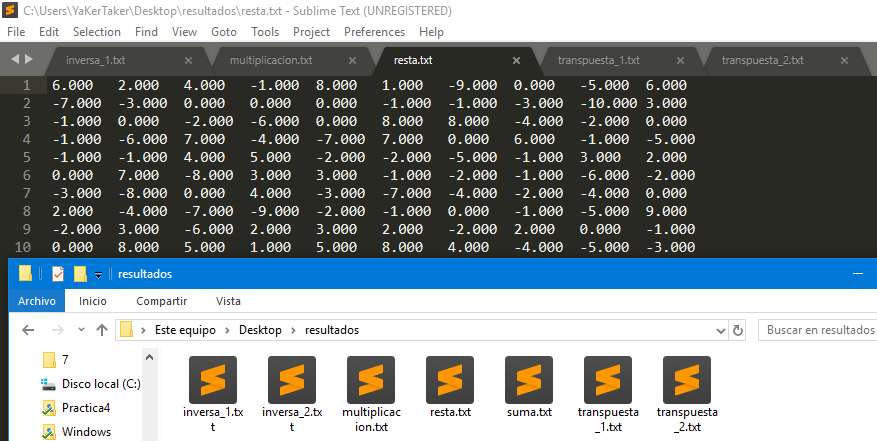 C:\Users\YaKerTaker\Desktop\resultados\resta.txt - Sublime Text (UNREGISTERED)
File Edit Selection Find View Goto Tools Project Preferences Help
inversa_1.txt × multiplicacion.txt × resta.txt × transpuesta_1.txt × transpuesta_2.txt ×
1 6.000 2.000 4.000 -1.000 8.000 1.000 -9.000 0.000 -5.000 6.000
2 -7.000 -3.000 0.000 0.000 0.000 -1.000 -1.000 -3.000 -10.000 3.000
3 -1.000 0.000 -2.000 -6.000 0.000 8.000 8.000 -4.000 -2.000 0.000
4 -1.000 -6.000 7.000 -4.000 -7.000 7.000 0.000 6.000 -1.000 -5.000
5 -1.000 -1.000 4.000 5.000 -2.000 -2.000 -5.000 -1.000 3.000 2.000
6 0.000 7.000 -8.000 3.000 3.000 -1.000 -2.000 -1.000 -6.000 -2.000
7 -3.000 -8.000 0.000 4.000 -3.000 -7.000 -4.000 -2.000 -4.000 0.000
8 2.000 -4.000 -7.000 -9.000 -2.000 -1.000 0.000 -1.000 -5.000 9.000
9 -2.000 3.000 -6.000 2.000 3.000 2.000 -2.000 2.000 0.000 -1.000
10 0.000 8.000 5.000 1.000 5.000 8.000 4.000 -4.000 -5.000 -3.000
resultados
Archivo Inicio Compartir Vista
Este equipo > Desktop > resultados
Buscar en resultados
7
Disco local (C:)
Practica4
Windows
inversa_1.tx
t
inversa_2.tx
t
multiplicac
ion.txt
resta.txt
suma.txt
transpuesta
_1.txt
transpuesta
_2.txt